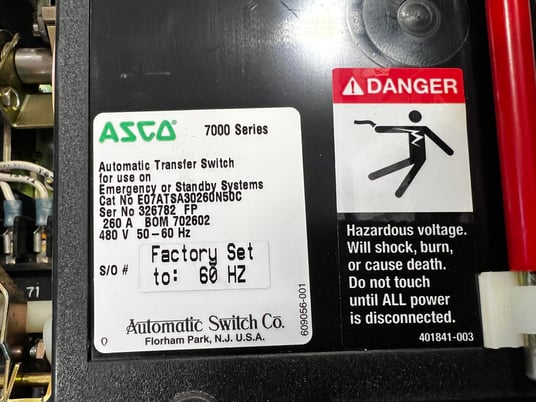 ASCO 7000 Series
Automatic Transfer Switch
for use on
Emergency or Standby Systems
Cat No E07ATSA30260N50C
Ser No 326782 FP
260 A BOM 702602
480 V 50-60 Hz
S/O #
Factory Set
to: 60 HZ
Automatic Switch Co.
Florham Park, N.J. U.S.A.
609056-001
DANGER
Hazardous voltage.
Will shock, burn,
or cause death.
Do not touch
until ALL power
is disconnected.
401841-003
71